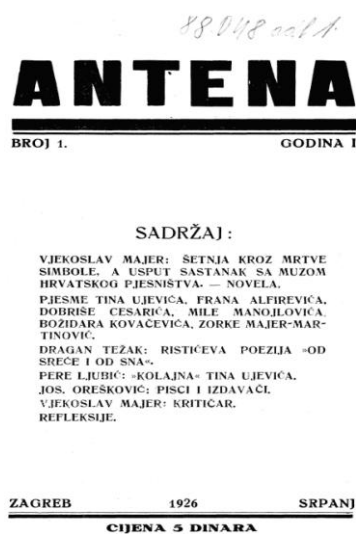 88.048
ANTENA
BROJ 1. GODINA I
SADRŽAJ:
VJEKOSLAV MAJER: ŠETNJA KROZ MRTVE
SIMBOLE, A USPUT SASTANAK SA MUZOM
HRVATSKOG PJESNIŠTVA. — NOVELA.
PJESME TINA UJEVIĆA, FRANA ALFIREVIĆA,
DOBRIŠE CESARIĆA, MILE MANOJLOVIĆA,
BOŽIDARA KOVAČEVIĆA, ZORKE MAJER-MAR-
TINOVIĆ.
DRAGAN TEŽAK: RISTIĆEVA POEZIJA »OD
SREĆE I OD SNA«.
PERE LJUBIĆ: »KOLAJNA« TINA UJEVIĆA.
JOS. OREŠKOVIĆ: PISCI I IZDAVAČI.
VJEKOSLAV MAJER: KRITIČAR.
REFLEKSIJE.
ZAGREB 1926 SRPANJ
CIJENA 5 DINARA